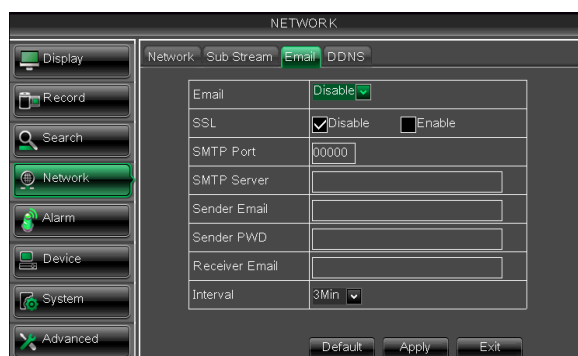 NETWORK
Display
Record
Search
Network
Alarm
Device
System
Advanced
Network Sub Stream Email DDNS
Email Disable
SSL Disable Enable
SMTP Port 00000
SMTP Server
Sender Email
Sender PWD
Receiver Email
Interval 3Min
Default Apply Exit